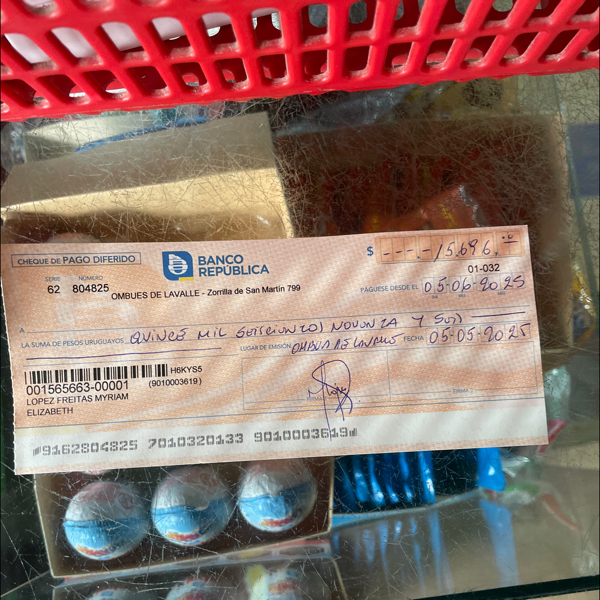 CHEQUE DE PAGO DIFERIDO
BANCO
REPÚBLICA
$ ----15.696,00
SERIE NÚMERO
62 804825
01-032
OMBUES DE LAVALLE - Zorrilla de San Martín 799
PÁGUESE DESDE EL 05-06-2025
A
LA SUMA DE PESOS URUGUAYOS QUINCE MIL SEISCIENTOS NOVENTA Y SEIS
LUGAR DE EMISIÓN OMBUES DE LAVALLE FECHA 05-05-2025
H6KYS5
001565663-00001 (9010003619)
LOPEZ FREITAS MYRIAM
ELIZABETH
FIRMA
9162804825 7010320133 9010003619